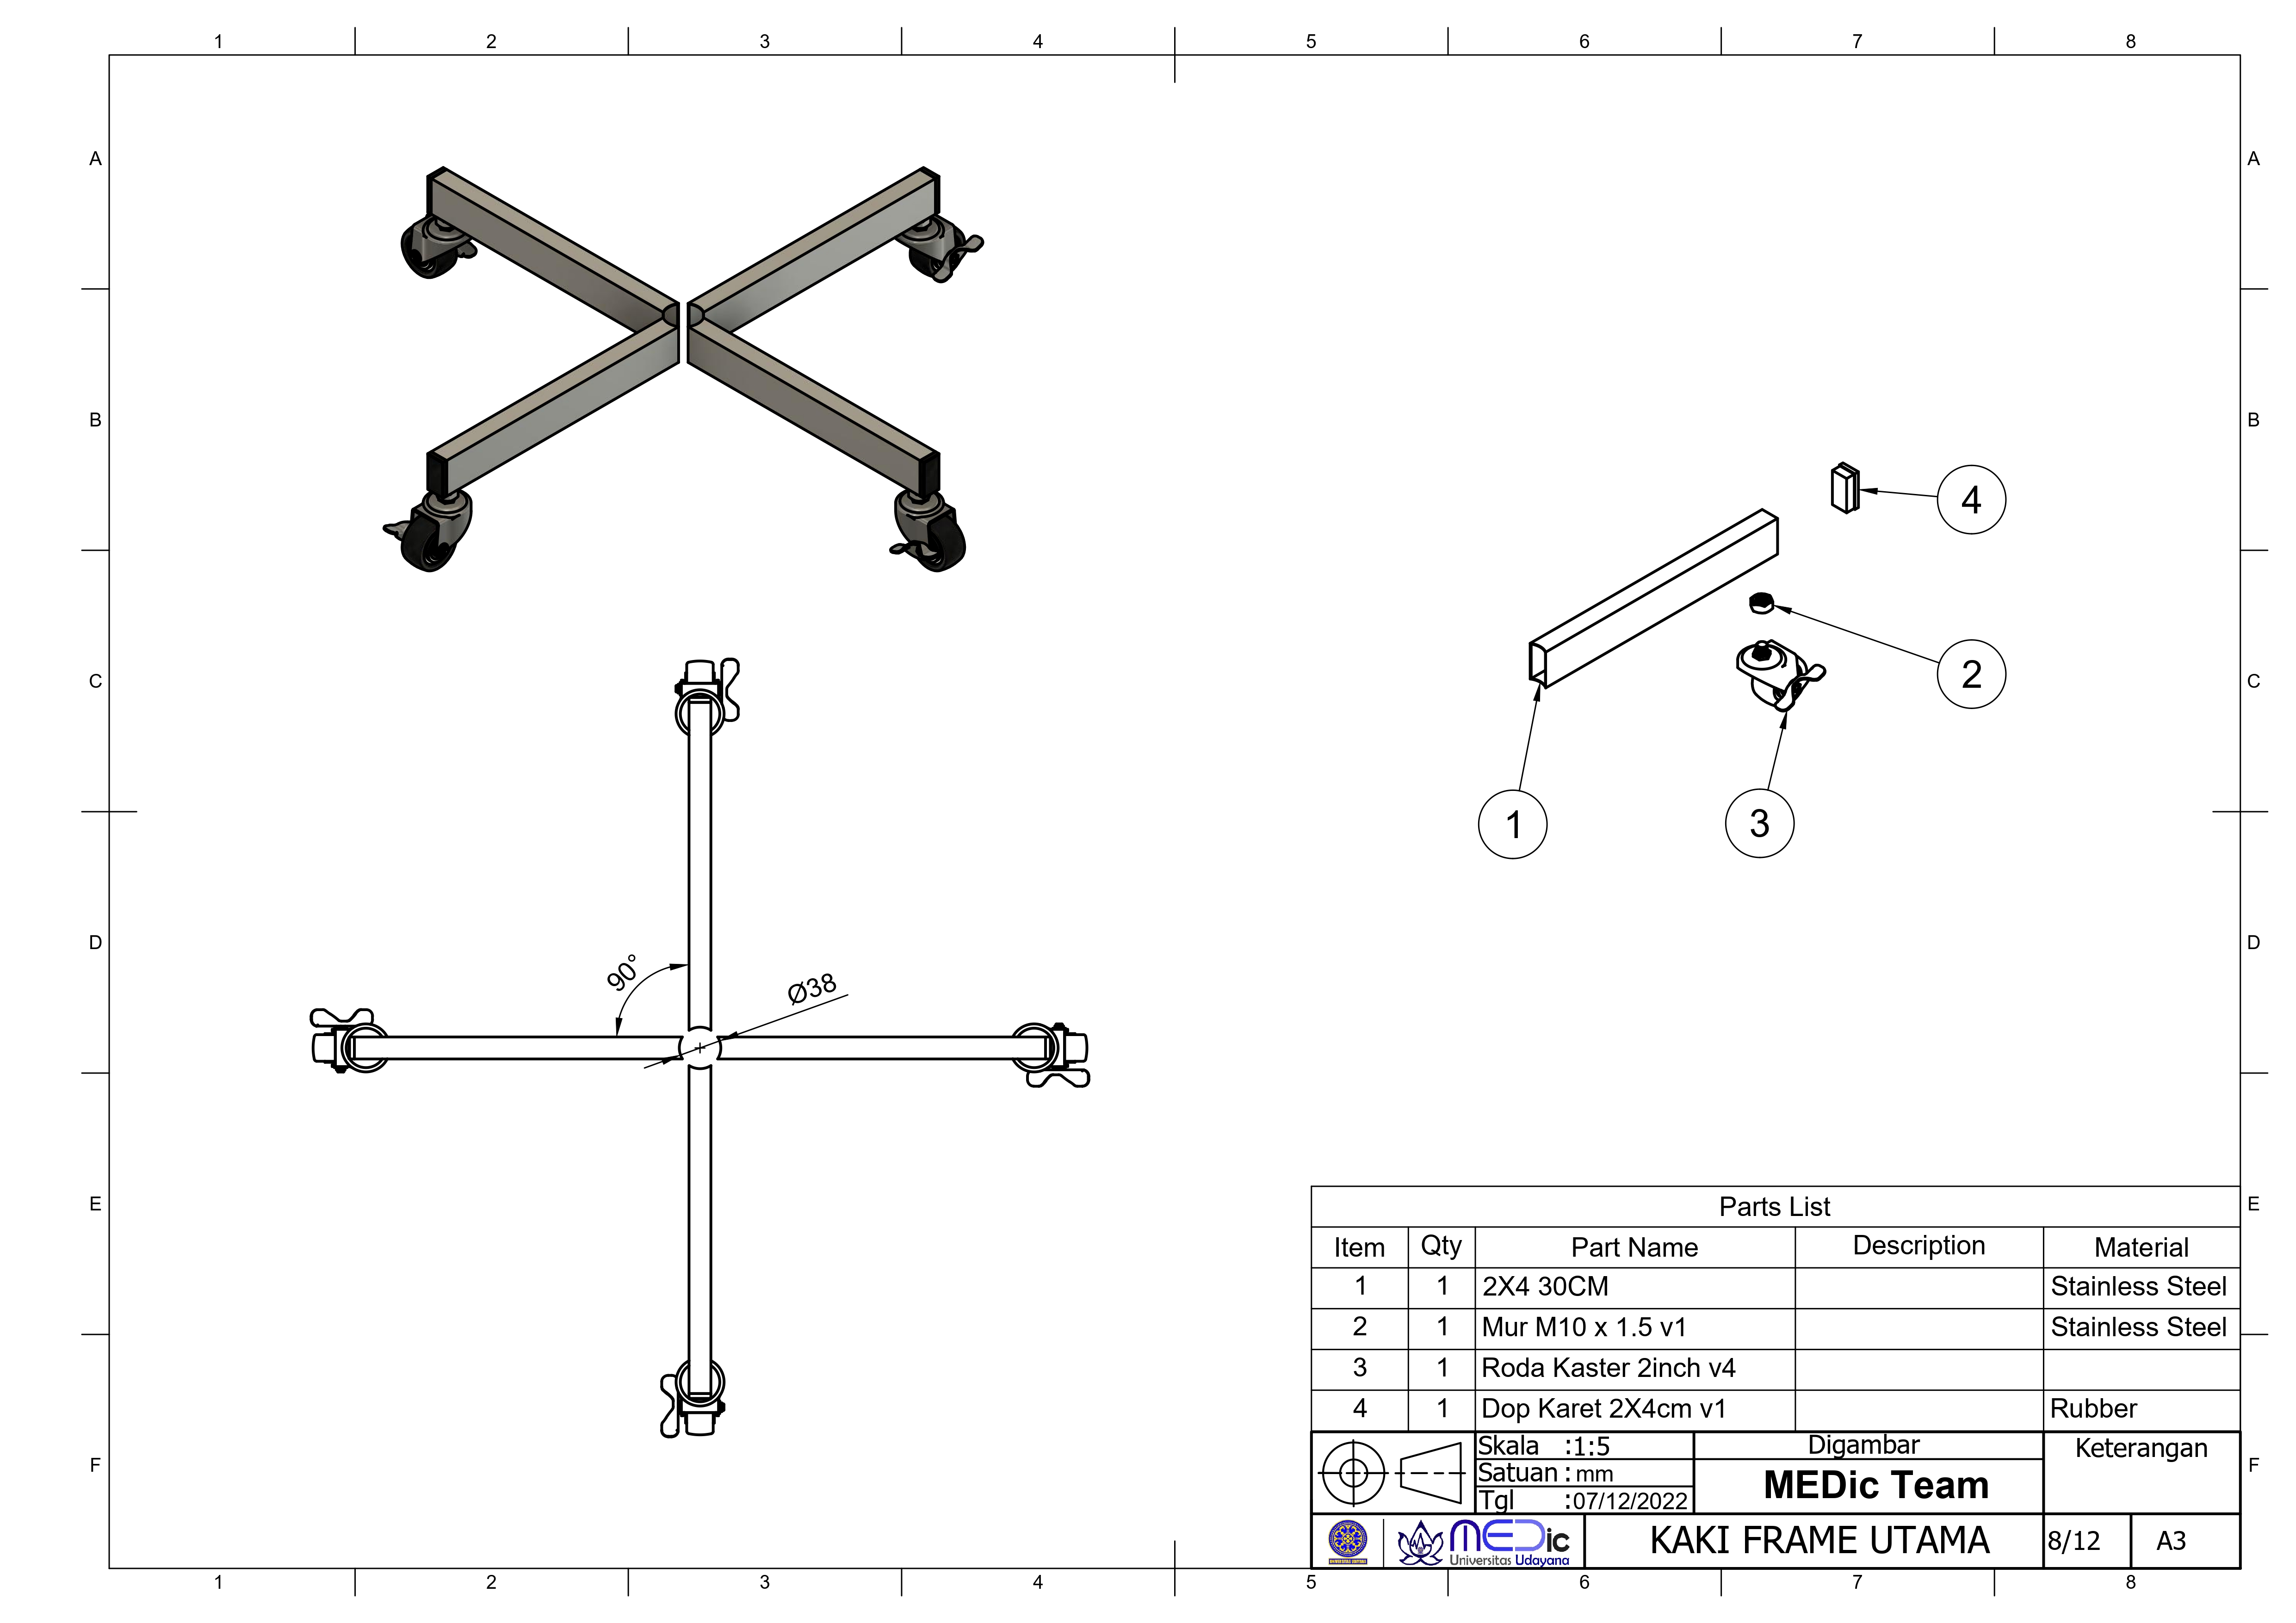 1 2 3 4 5 6 7 8
A A
B B
4
C C
2
1
3
D D
90°
Ø38
E E
Parts List
Item Qty Part Name Description Material
1 1 2X4 30CM Stainless Steel
2 1 Mur M10 x 1.5 v1 Stainless Steel
3 1 Roda Kaster 2inch v4
4 1 Dop Karet 2X4cm v1 Rubber
F F
Skala :1:5 Digambar Keterangan
Satuan : mm MEDic Team
Tgl :07/12/2022
MEDic
Universitas Udayana
KAKI FRAME UTAMA 8/12 A3
1 2 3 4 5 6 7 8